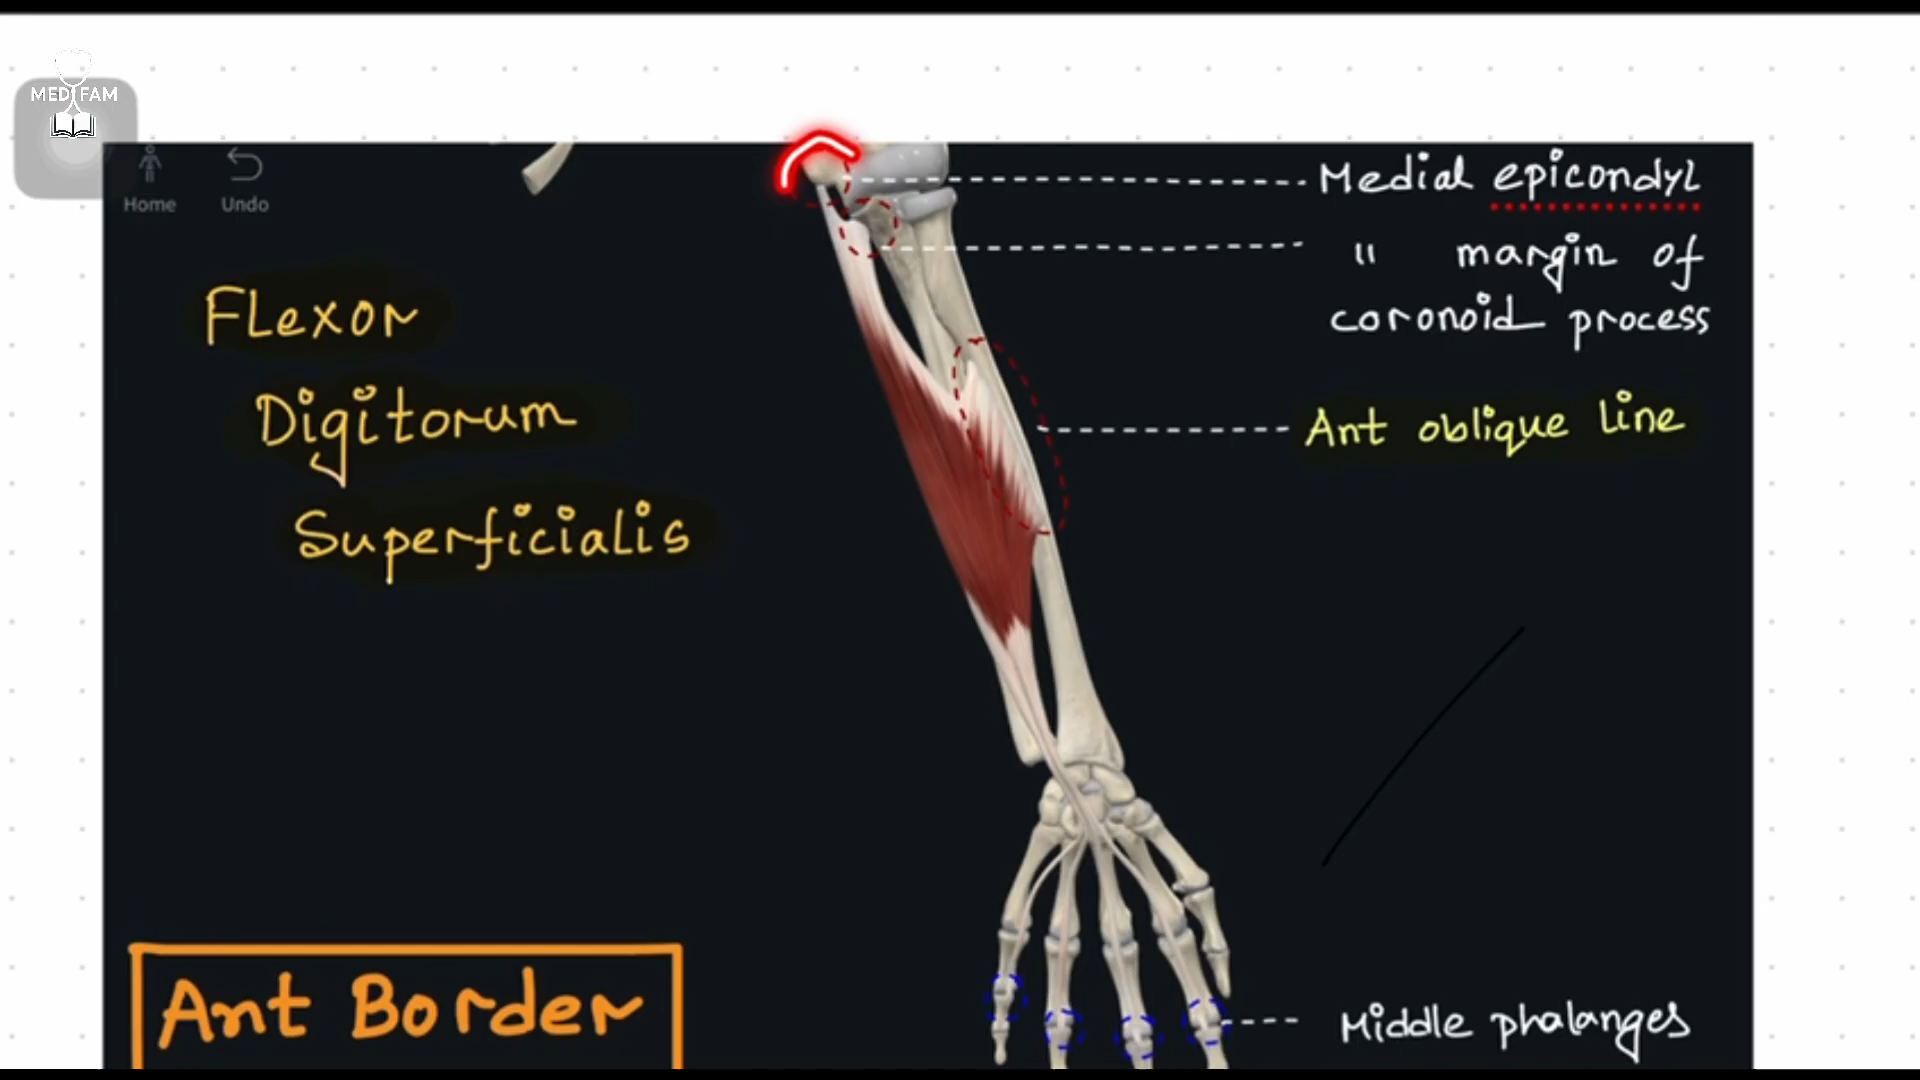 MEDIFAM
Home Undo
Medial epicondyl
" margin of
coronoid process
Flexor
Digitorum
Superficialis
Ant oblique line
Ant Border
Middle phalanges